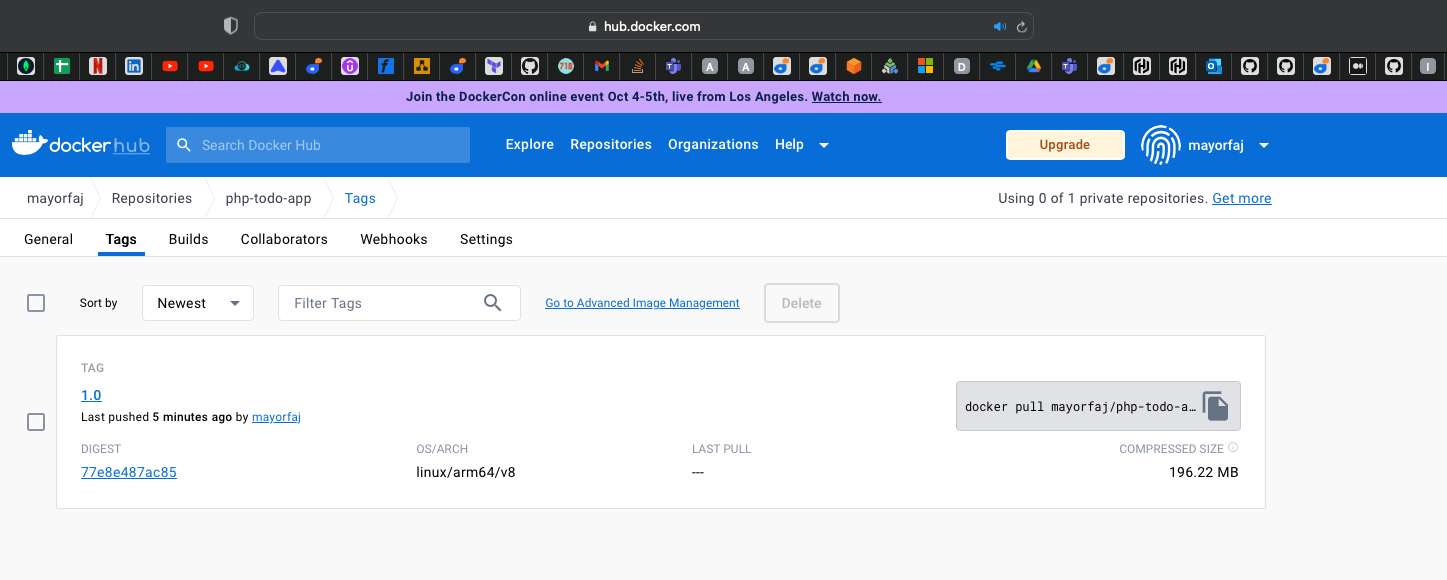 hub.docker.com
718
A
A
D
I
Join the DockerCon online event Oct 4-5th, live from Los Angeles. Watch now.
docker hub
Search Docker Hub
Explore Repositories Organizations Help
Upgrade
mayorfaj
mayorfaj Repositories php-todo-app Tags
Using 0 of 1 private repositories. Get more
General Tags Builds Collaborators Webhooks Settings
Sort by Newest Filter Tags Go to Advanced Image Management Delete
TAG
1.0
Last pushed 5 minutes ago by mayorfaj
docker pull mayorfaj/php-todo-a…
DIGEST OS/ARCH LAST PULL COMPRESSED SIZE
77e8e487ac85 linux/arm64/v8 --- 196.22 MB